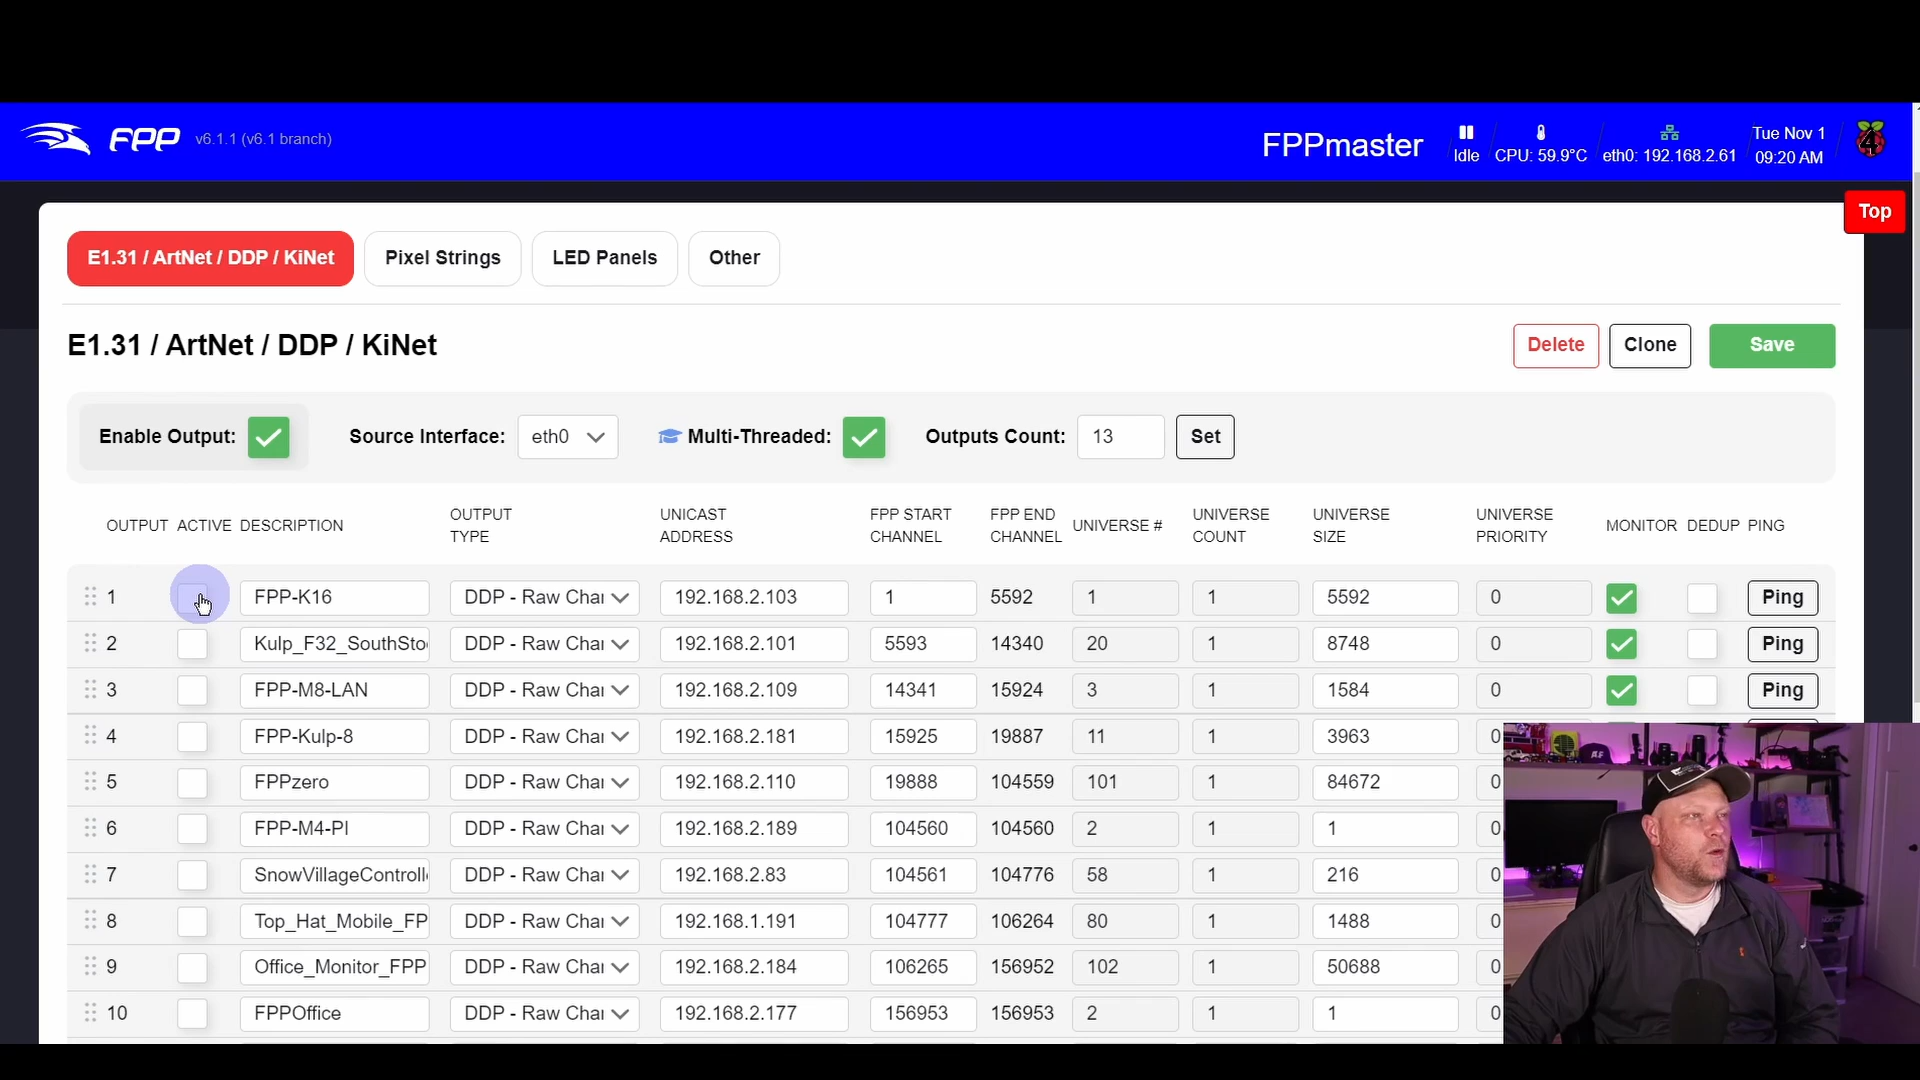 FPP v6.1.1 (v6.1 branch)
FPPmaster
Idle
CPU: 59.9°C
eth0: 192.168.2.61
Tue Nov 1
09:20 AM
4
Top
E1.31 / ArtNet / DDP / KiNet
Pixel Strings
LED Panels
Other
E1.31 / ArtNet / DDP / KiNet
Delete
Clone
Save
Enable Output:
Source Interface: eth0
Multi-Threaded:
Outputs Count: 13
Set
OUTPUT
ACTIVE
DESCRIPTION
OUTPUT
TYPE
UNICAST
ADDRESS
FPP START
CHANNEL
FPP END
CHANNEL
UNIVERSE #
UNIVERSE
COUNT
UNIVERSE
SIZE
UNIVERSE
PRIORITY
MONITOR
DEDUP
PING
1 FPP-K16 DDP - Raw Chai 192.168.2.103 1 5592 1 1 5592 0 Ping
2 Kulp_F32_SouthSto DDP - Raw Chai 192.168.2.101 5593 14340 20 1 8748 0 Ping
3 FPP-M8-LAN DDP - Raw Chai 192.168.2.109 14341 15924 3 1 1584 0 Ping
4 FPP-Kulp-8 DDP - Raw Chai 192.168.2.181 15925 19887 11 1 3963 0
5 FPPzero DDP - Raw Chai 192.168.2.110 19888 104559 101 1 84672 0
6 FPP-M4-PI DDP - Raw Chai 192.168.2.189 104560 104560 2 1 1 0
7 SnowVillageControll DDP - Raw Chai 192.168.2.83 104561 104776 58 1 216 0
8 Top_Hat_Mobile_FP DDP - Raw Chai 192.168.1.191 104777 106264 80 1 1488 0
9 Office_Monitor_FPP DDP - Raw Chai 192.168.2.184 106265 156952 102 1 50688 0
10 FPPOffice DDP - Raw Chai 192.168.2.177 156953 156953 2 1 1 0